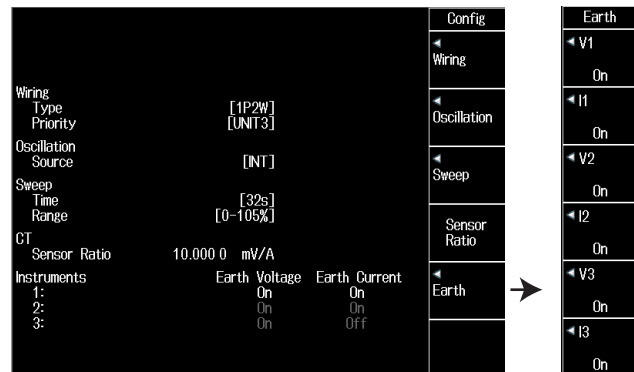 Config
Wiring
Oscillation
Sweep
Sensor
Ratio
Earth
Wiring
Type [1P2W]
Priority [UNIT3]
Oscillation
Source [INT]
Sweep
Time [32s]
Range [0-105%]
CT
Sensor Ratio 10.000 0 mV/A
Instruments Earth Voltage Earth Current
1: On On
2: On On
3: On Off
Earth
V1
On
I1
On
V2
On
I2
On
V3
On
I3
On